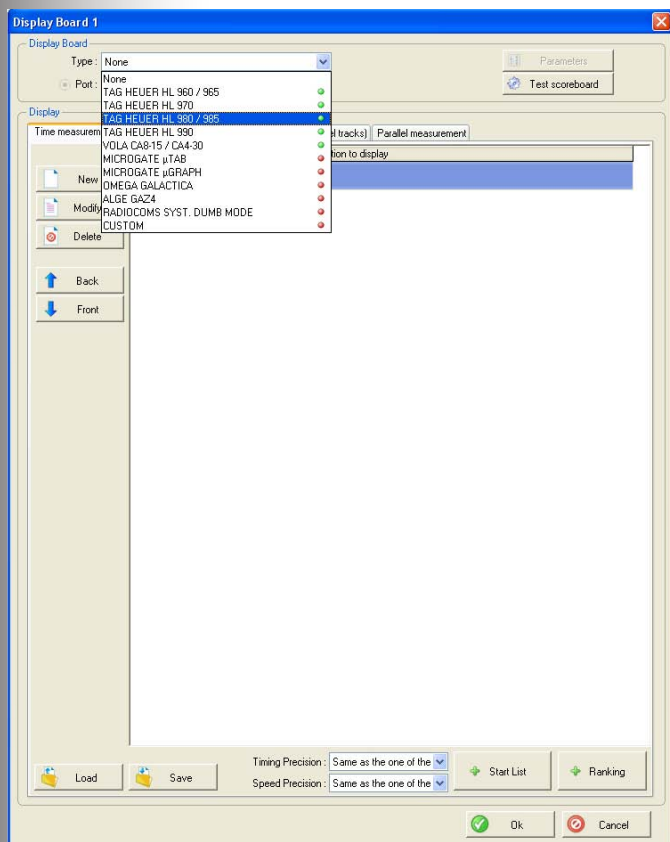 Display Board 1
Display Board
Type : None
Parameters
Port :
Test scoreboard
None
TAG HEUER HL 960 / 965
TAG HEUER HL 970
TAG HEUER HL 980 / 985
TAG HEUER HL 990
VOLA CA8-15 / CA4-30
MICROGATE µTAB
MICROGATE µGRAPH
OMEGA GALACTICA
ALGE GAZ4
RADIOCOMS SYST. DUMB MODE
CUSTOM
Display
Time measurem
el tracks) Parallel measurement
tion to display
New
Modify
Delete
Back
Front
Load
Save
Timing Precision : Same as the one of the
Speed Precision : Same as the one of the
Start List
Ranking
Ok
Cancel